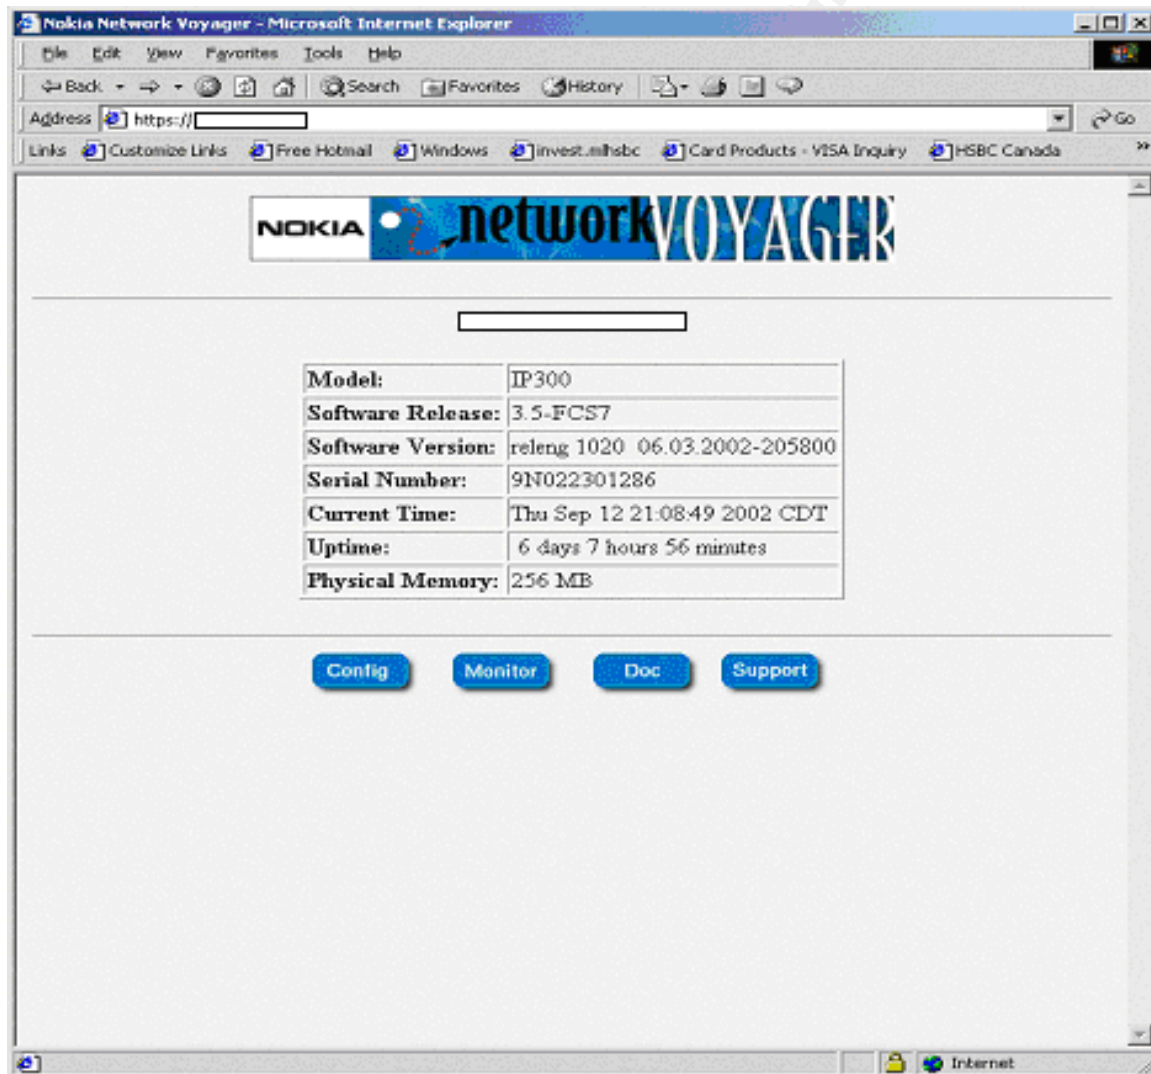 Nokia Network Voyager - Microsoft Internet Explorer
File Edit View Favorites Tools Help
Back Search Favorites History
Address https:// Go
Links Customize Links Free Hotmail Windows invest.mlhsbc Card Products - VISA Inquiry HSBC Canada
NOKIA network VOYAGER
Model: IP300
Software Release: 3.5-FCS7
Software Version: releng 1020 06.03.2002-205800
Serial Number: 9N022301286
Current Time: Thu Sep 12 21:08:49 2002 CDT
Uptime: 6 days 7 hours 56 minutes
Physical Memory: 256 MB
Config Monitor Doc Support
Internet